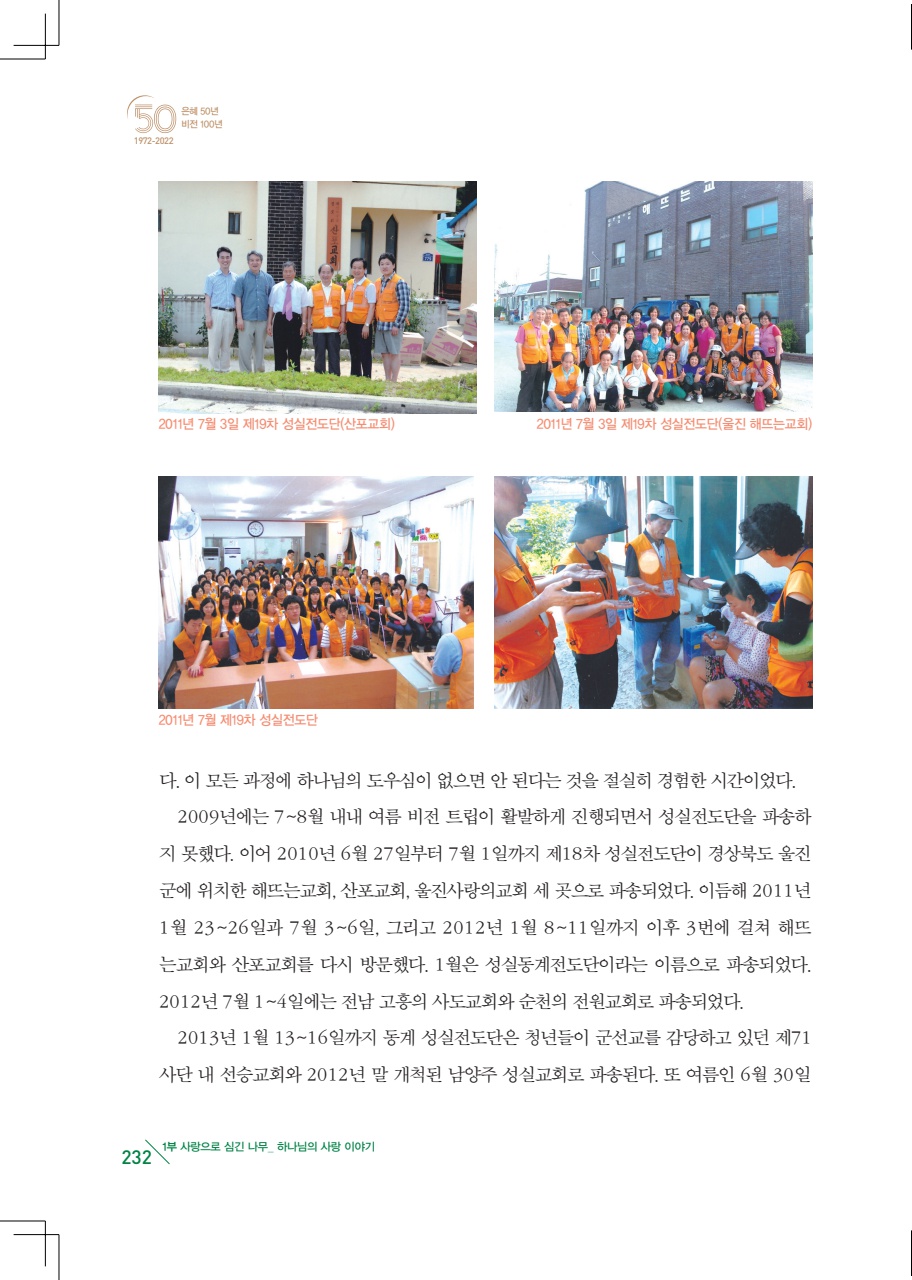 50
은혜 50년
비전 100년
1972-2022
산포교회
해뜨는교
2011년 7월 3일 제19차 성실전도단(산포교회)
2011년 7월 3일 제19차 성실전도단(울진 해뜨는교회)
2011년 7월 제19차 성실전도단
다. 이 모든 과정에 하나님의 도우심이 없으면 안 된다는 것을 절실히 경험한 시간이었다.
2009년에는 7~8월 내내 여름 비전 트립이 활발하게 진행되면서 성실전도단을 파송하
지 못했다. 이어 2010년 6월 27일부터 7월 1일까지 제18차 성실전도단이 경상북도 울진
군에 위치한 해뜨는교회, 산포교회, 울진사랑의교회 세 곳으로 파송되었다. 이듬해 2011년
1월 23~26일과 7월 3~6일, 그리고 2012년 1월 8~11일까지 이후 3번에 걸쳐 해뜨
는교회와 산포교회를 다시 방문했다. 1월은 성실동계전도단이라는 이름으로 파송되었다.
2012년 7월 1~4일에는 전남 고흥의 사도교회와 순천의 전원교회로 파송되었다.
2013년 1월 13~16일까지 동계 성실전도단은 청년들이 군선교를 감당하고 있던 제71
사단 내 선승교회와 2012년 말 개척된 남양주 성실교회로 파송된다. 또 여름인 6월 30일
232
1부 사랑으로 심긴 나무_ 하나님의 사랑 이야기